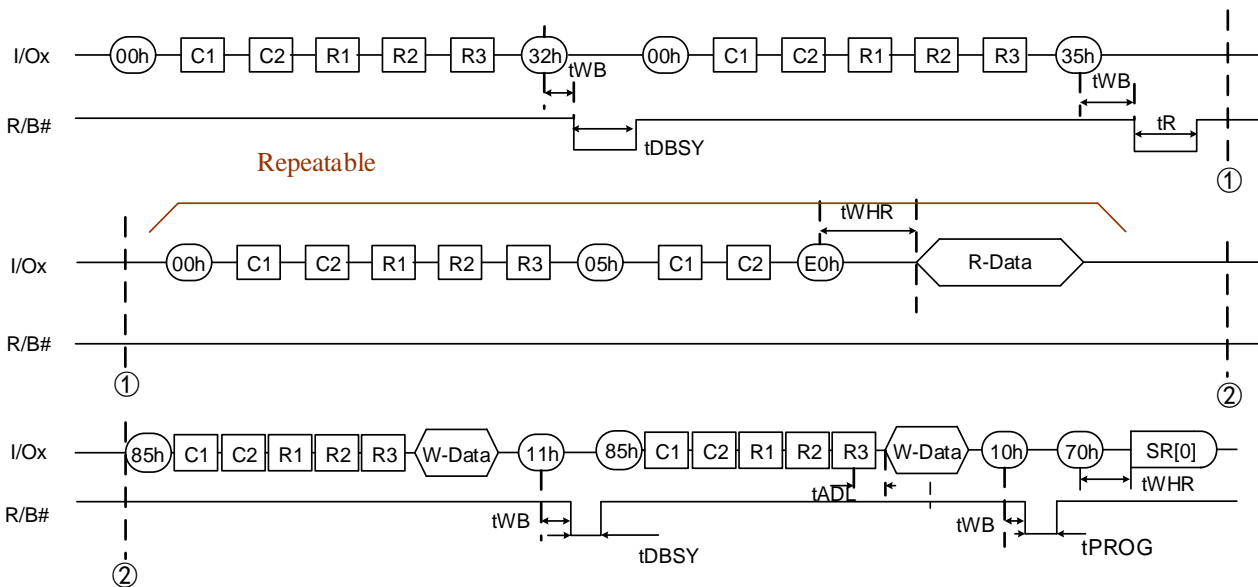 I/Ox 00h C1 C2 R1 R2 R3 32h 00h C1 C2 R1 R2 R3 35h
tWB tWB
R/B# tDBSY tR
Repeatable
①
tWHR
I/Ox 00h C1 C2 R1 R2 R3 05h C1 C2 E0h R-Data
R/B#
① ②
I/Ox 85h C1 C2 R1 R2 R3 W-Data 11h 85h C1 C2 R1 R2 R3 W-Data 10h 70h SR[0]
tADL tWHR
R/B# tWB tWB
tDBSY tPROG
②